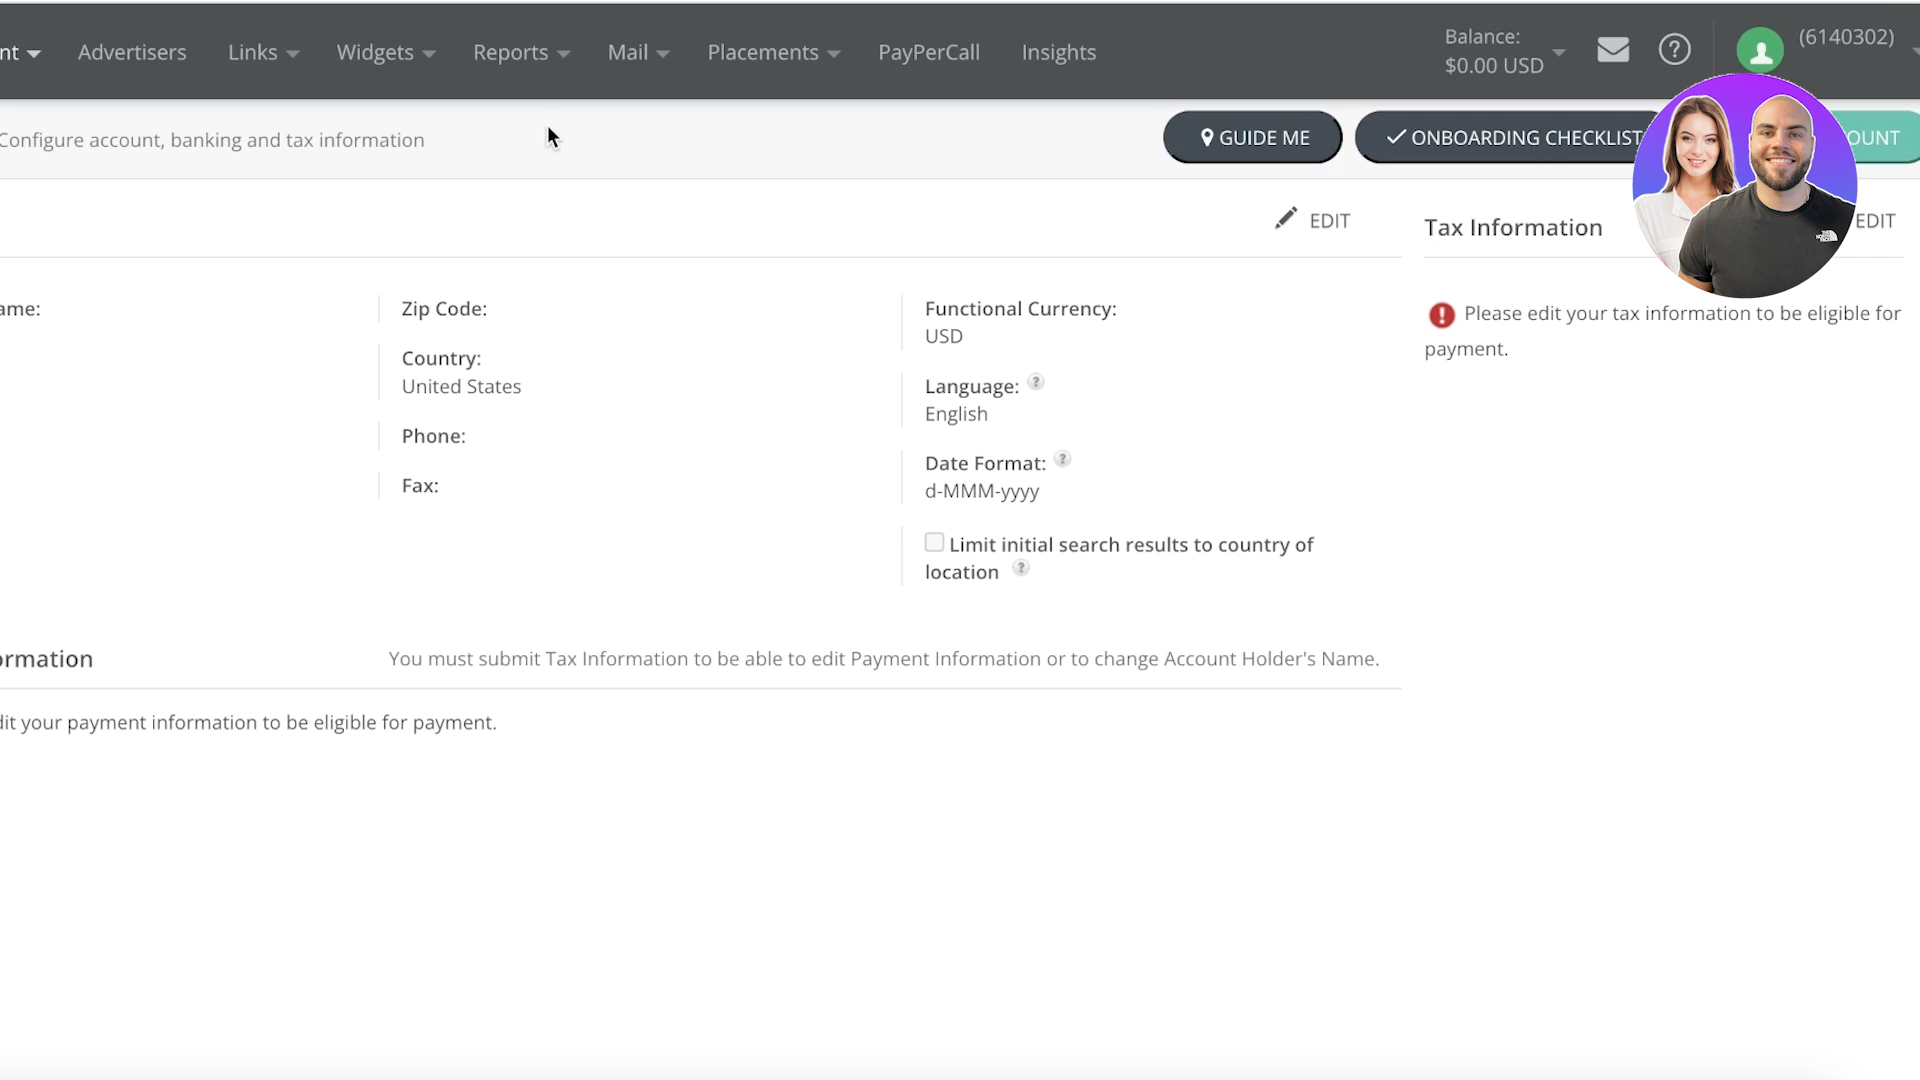 nt Advertisers Links Widgets Reports Mail Placements PayPerCall Insights
Balance:
$0.00 USD
(6140302)
Configure account, banking and tax information
GUIDE ME
ONBOARDING CHECKLIST
OUNT
EDIT
Tax Information
EDIT
ame:
Zip Code:
Country:
United States
Phone:
Fax:
Functional Currency:
USD
Language: ?
English
Date Format: ?
d-MMM-yyyy
Limit initial search results to country of
location ?
Please edit your tax information to be eligible for
payment.
THE NORTH FACE
ormation
You must submit Tax Information to be able to edit Payment Information or to change Account Holder's Name.
dit your payment information to be eligible for payment.